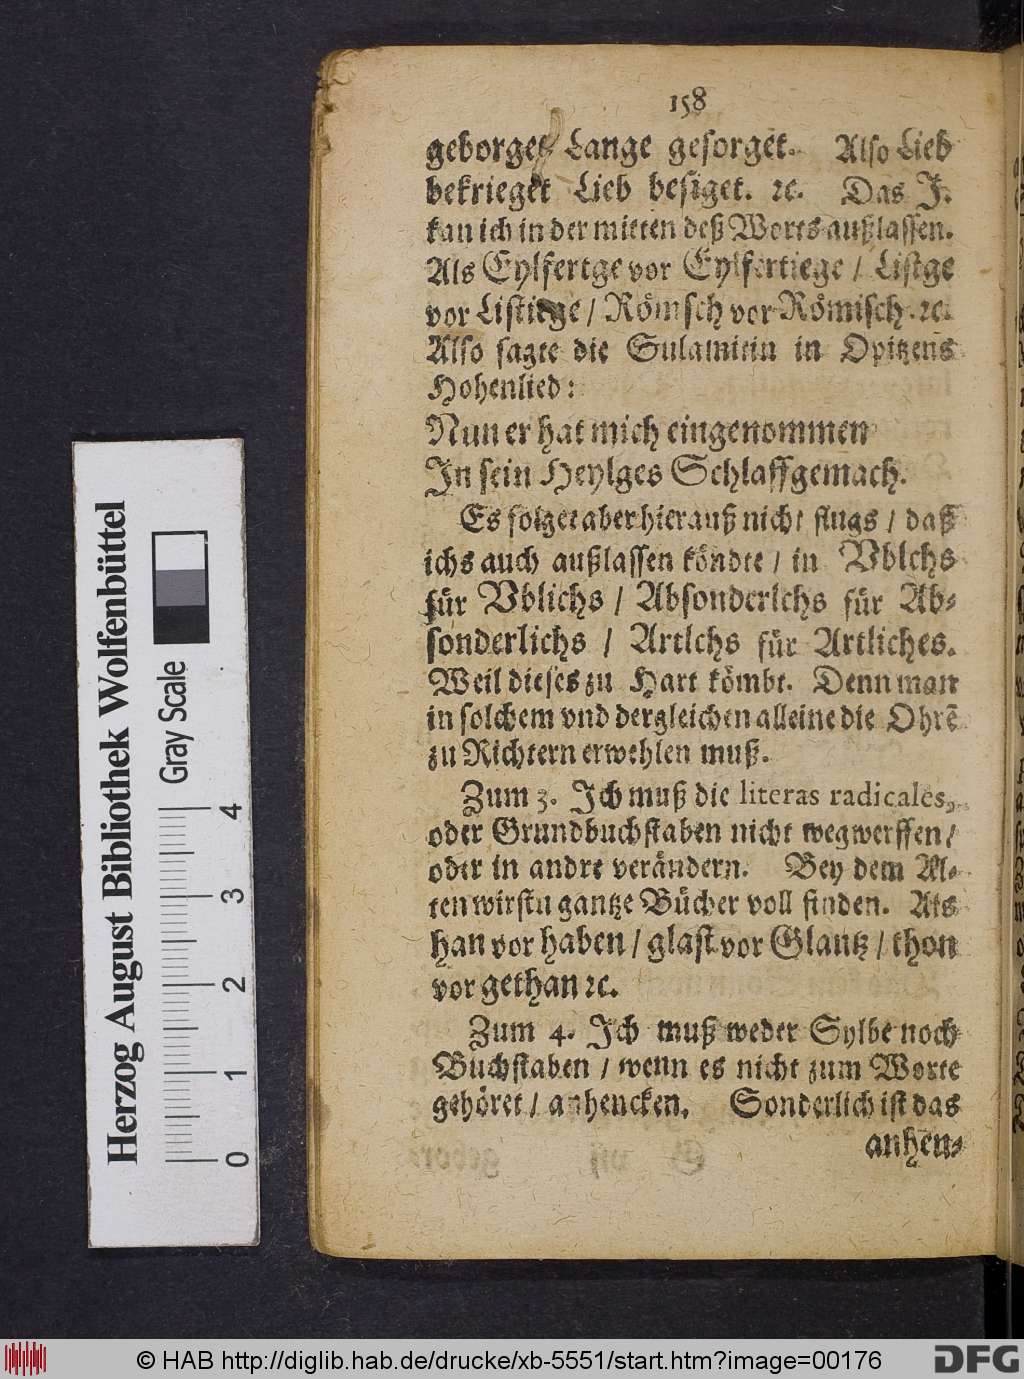 158
geborget Lange gesorget. Also Lieb
bekrieget Lieb besiget. ꝛc. Das J.
kan ich in der mitten deß Worts außlassen.
Als Eylfertge vor Eylfertiege / Listge
vor Listiege / Römsch vor Römisch. ꝛc.
Also sagte die Sulamitin in Opitzens
Hohenlied:
Nun er hat mich eingenommen
Jn sein Heylges Schlaffgemach.
Es folget aber hierauß nicht flugs / daß
ichs auch außlassen köndte / in Vblchs
für Vblichs / Absonderlchs für Ab⸗
sonderlichs / Artlchs für Artliches.
Weil dieses zu Hart kömbt. Denn man
in solchem vnd dergleichen alleine die Ohrē
zu Richtern erwehlen muß.
Zum 3. Jch muß die literas radicales,
oder Grundbuchstaben nicht wegwerffen /
oder in andre verändern. Bey dem Al⸗
ten wirstu gantze Bücher voll finden. Als
han vor haben / glast vor Glantz / thon
vor gethan ꝛc.
Zum 4. Jch muß weder Sylbe noch
Buchstaben / wenn es nicht zum Worte
gehöret / anhencken. Sonderlich ist das
anhen⸗
Herzog August Bibliothek Wolfenbüttel
Gray Scale
0 1 2 3 4
© HAB http://diglib.hab.de/drucke/xb-5551/start.htm?image=00176
DFG